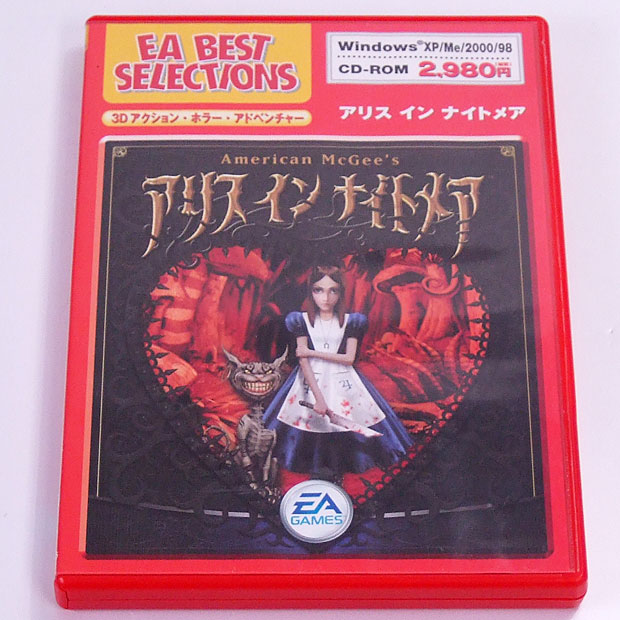 EA BEST
SELECTIONS
Windows® XP/Me/2000/98
CD-ROM 2,980円
3Dアクション・ホラー・アドベンチャー
アリス イン ナイトメア
American McGee's
アリス イン ナイトメア
EA
GAMES